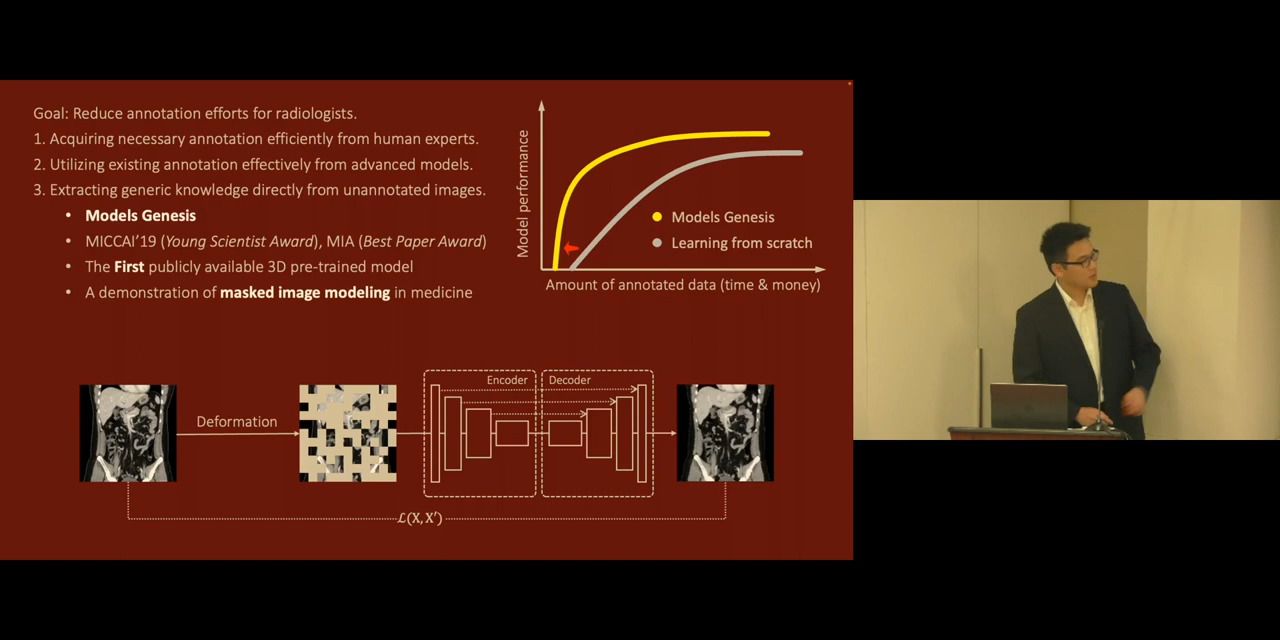 Goal: Reduce annotation efforts for radiologists.
1. Acquiring necessary annotation efficiently from human experts.
2. Utilizing existing annotation effectively from advanced models.
3. Extracting generic knowledge directly from unannotated images.
• Models Genesis
• MICCAI'19 (Young Scientist Award), MIA (Best Paper Award)
• The First publicly available 3D pre-trained model
• A demonstration of masked image modeling in medicine
Model performance
Models Genesis
Learning from scratch
Amount of annotated data (time & money)
Deformation
Encoder
Decoder
ℒ(X, X′)